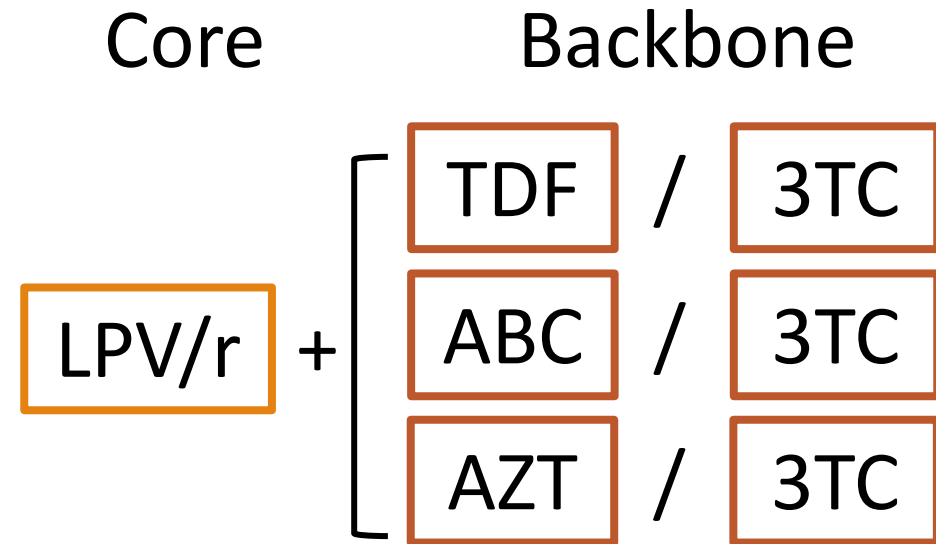 Core Backbone
TDF / 3TC
LPV/r + ABC / 3TC
AZT / 3TC